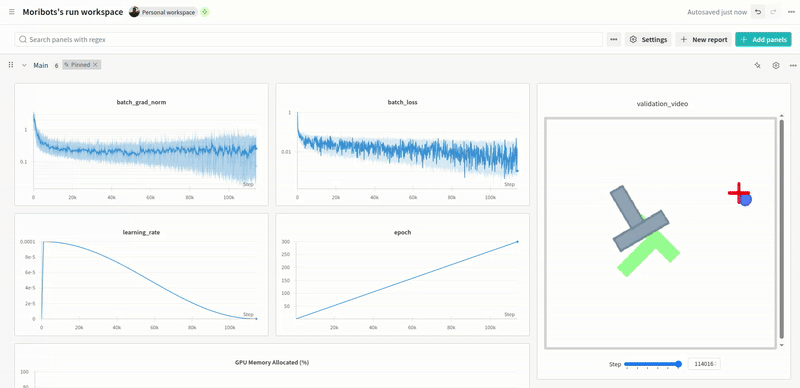 Moribots's run workspace
Personal workspace
Autosaved just now
Search panels with regex
Settings
New report
Add panels
Main 6 Pinned
batch_grad_norm
1
0.1
Step
0 20k 40k 60k 80k 100k
batch_loss
1
0.01
Step
0 20k 40k 60k 80k 100k
validation_video
learning_rate
0.0001
8e-5
6e-5
4e-5
2e-5
0
Step
0 20k 40k 60k 80k 100k
epoch
300
250
200
150
100
50
Step
20k 40k 60k 80k 100k
Step 114016
GPU Memory Allocated (%)
100
80